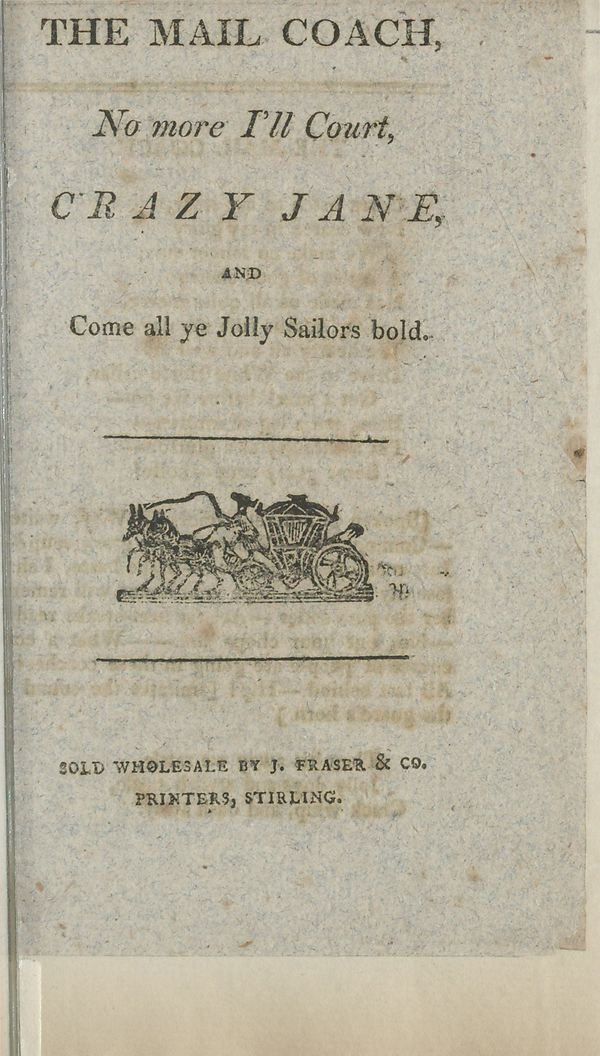 THE MAIL COACH,
No more I'll Court,
CRAZY JANE,
AND
Come all ye Jolly Sailors bold.
SOLD WHOLESALE BY J. FRASER & CO.
PRINTERS, STIRLING.